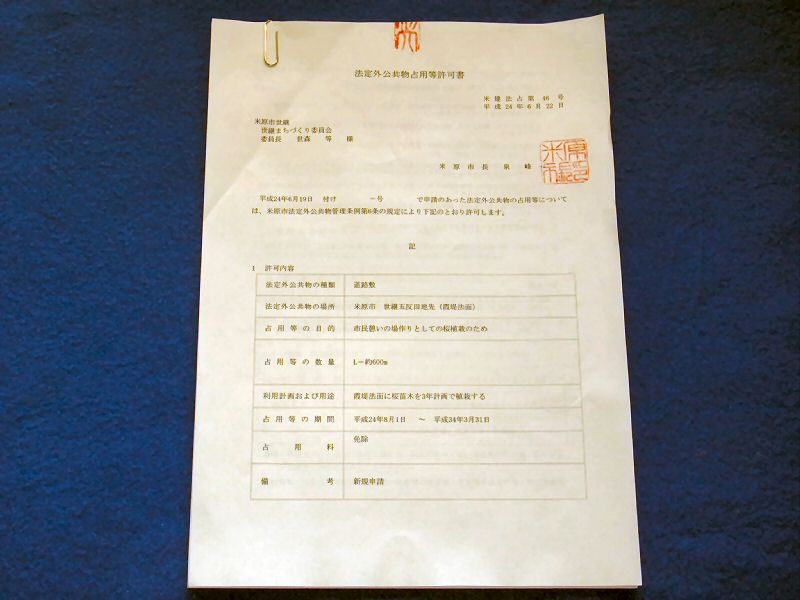 法定外公共物占用等許可書
米建法占第 46 号
平成 24 年 6 月 22 日
米原市世継
世継まちづくり委員会
委員長 世森 等 様
米原市長 泉 峰
平成24年6月19日 付け －号 で申請のあった法定外公共物の占用等について
は、米原市法定外公共物管理条例第6条の規定により下記のとおり許可します。
記
1 許可内容
法定外公共物の種類 道路敷
法定外公共物の場所 米原市 世継五反田地先（霞堤法面）
占用等の目的 市民憩いの場作りとしての桜植栽のため
占用等の数量 L＝約600m
利用計画および用途 霞堤法面に桜苗木を3年計画で植栽する
占用等の期間 平成24年8月1日 ～ 平成34年3月31日
占用料 免除
備考 新規申請